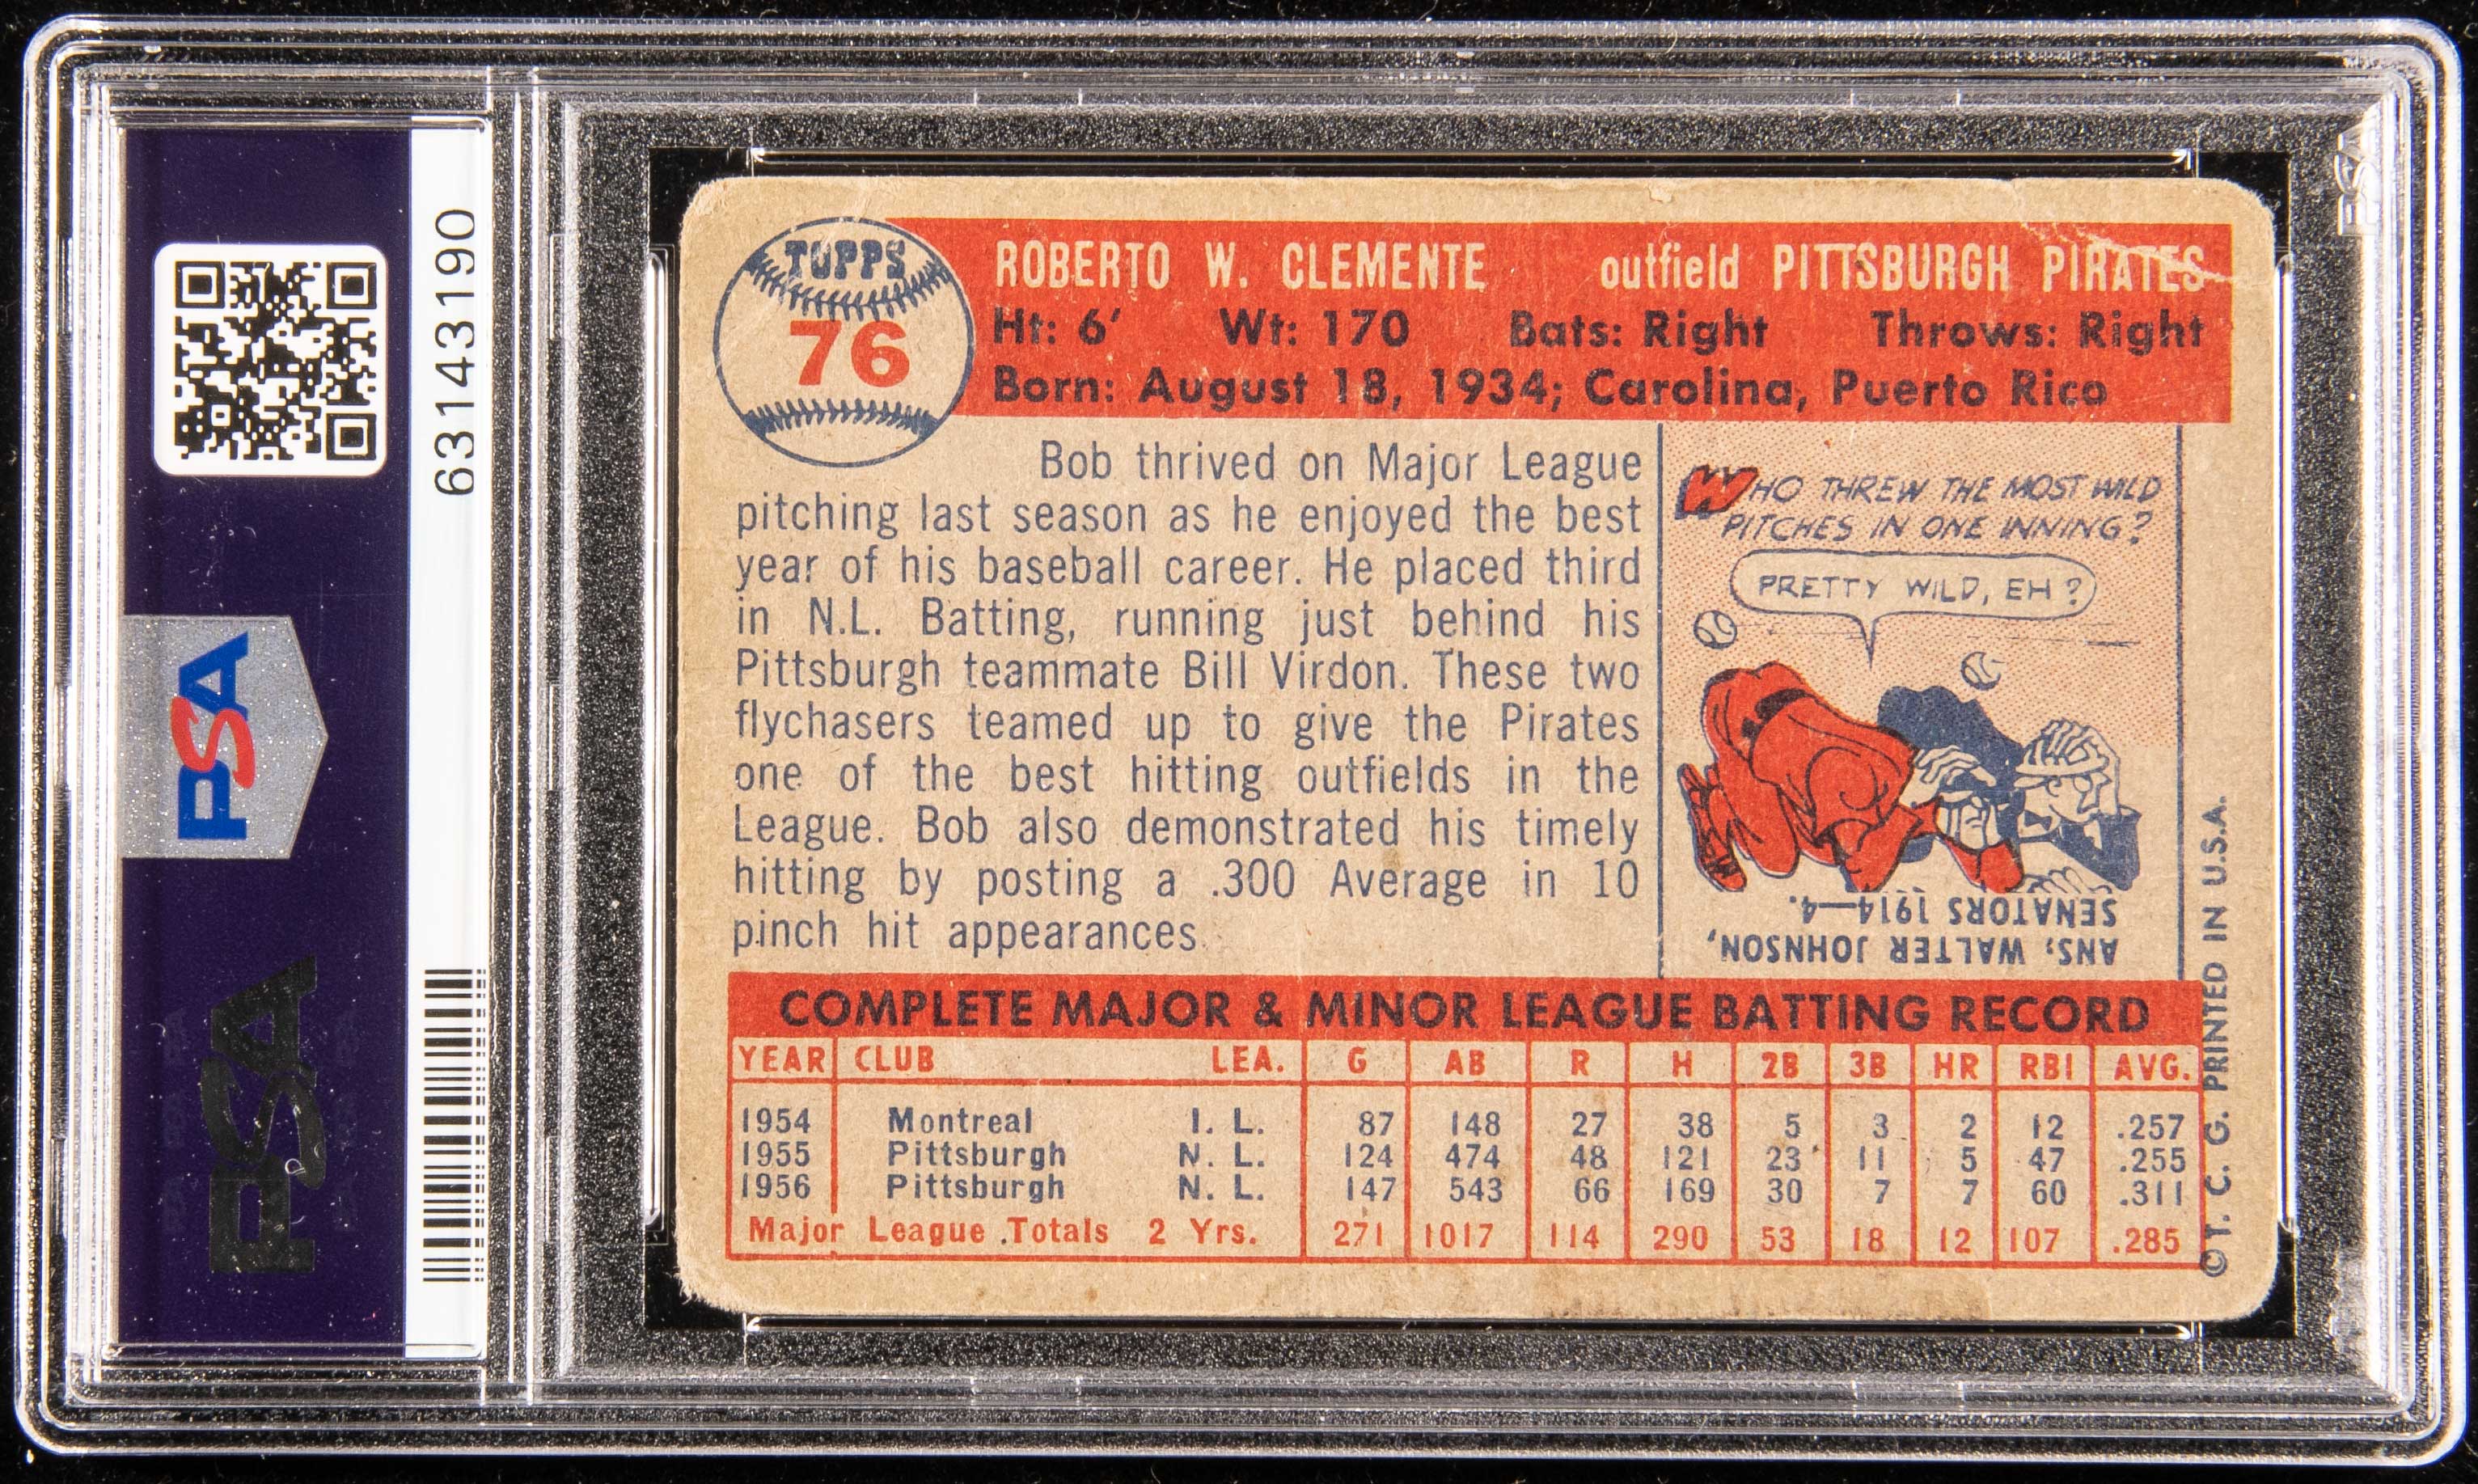 63143190
PSA
PSA
TOPPS
76
ROBERTO W. CLEMENTE outfield PITTSBURGH PIRATES
Ht: 6' Wt: 170 Bats: Right Throws: Right
Born: August 18, 1934; Carolina, Puerto Rico
Bob thrived on Major League
pitching last season as he enjoyed the best
year of his baseball career. He placed third
in N.L. Batting, running just behind his
Pittsburgh teammate Bill Virdon. These two
flychasers teamed up to give the Pirates
one of the best hitting outfields in the
League. Bob also demonstrated his timely
hitting by posting a .300 Average in 10
pinch hit appearances.
WHO THREW THE MOST WILD
PITCHES IN ONE INNING?
PRETTY WILD, EH?
ANS; WALTER JOHNSON,
SENATORS 1914—4.
COMPLETE MAJOR & MINOR LEAGUE BATTING RECORD
YEAR CLUB LEA. G AB R H 2B 3B HR RBI AVG.
1954 Montreal I. L. 87 148 27 38 5 3 2 12 .257
1955 Pittsburgh N. L. 124 474 48 121 23 11 5 47 .255
1956 Pittsburgh N. L. 147 543 66 169 30 7 7 60 .311
Major League Totals 2 Yrs. 271 1017 114 290 53 18 12 107 .285
© T. C. G. PRINTED IN U.S.A.
PSA